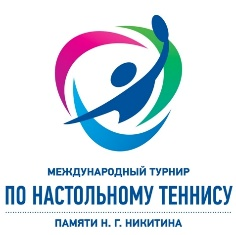 МЕЖДУНАРОДНЫЙ ТУРНИР
ПО НАСТОЛЬНОМУ ТЕННИСУ
ПАМЯТИ Н. Г. НИКИТИНА